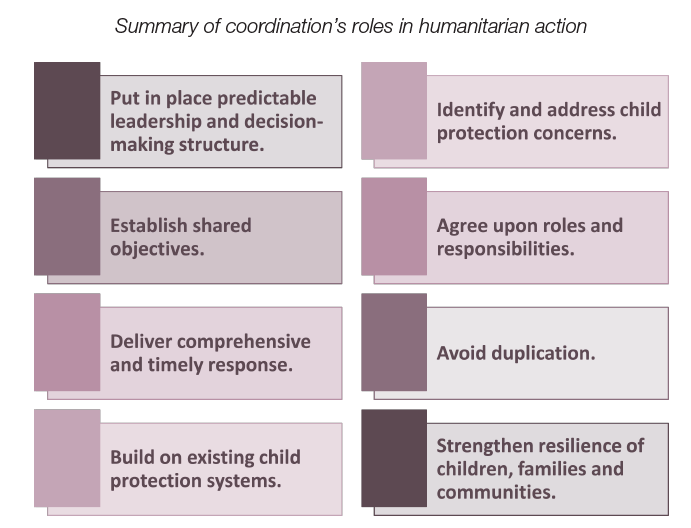 Summary of coordination's roles in humanitarian action
Put in place predictable
leadership and decision-
making structure.
Identify and address child
protection concerns.
Establish shared
objectives.
Agree upon roles and
responsibilities.
Deliver comprehensive
and timely response.
Avoid duplication.
Build on existing child
protection systems.
Strengthen resilience of
children, families and
communities.